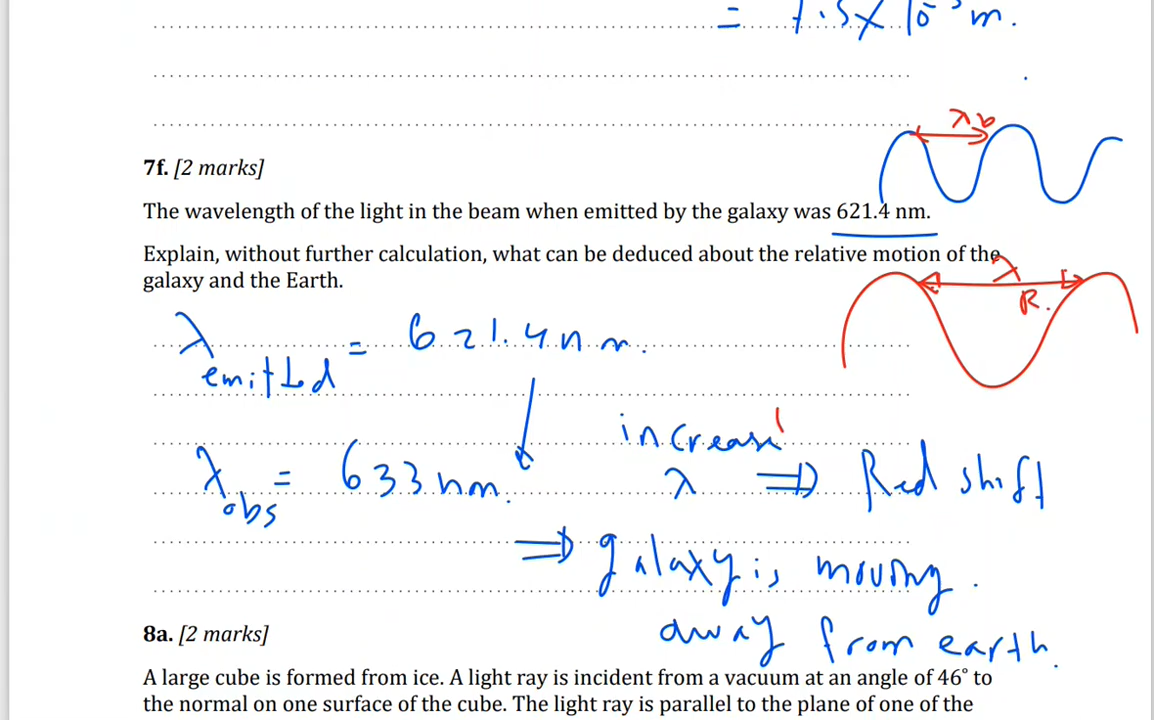 = 7.5 x 10⁻³ m.
λ b
7f. [2 marks]
The wavelength of the light in the beam when emitted by the galaxy was 621.4 nm.
Explain, without further calculation, what can be deduced about the relative motion of the
galaxy and the Earth.
λ
R.
λ emitted = 621.4 nm.
increase
λ obs = 633 nm. λ ⇒ Red shift
⇒ galaxy is moving.
away from earth.
8a. [2 marks]
A large cube is formed from ice. A light ray is incident from a vacuum at an angle of 46° to
the normal on one surface of the cube. The light ray is parallel to the plane of one of the